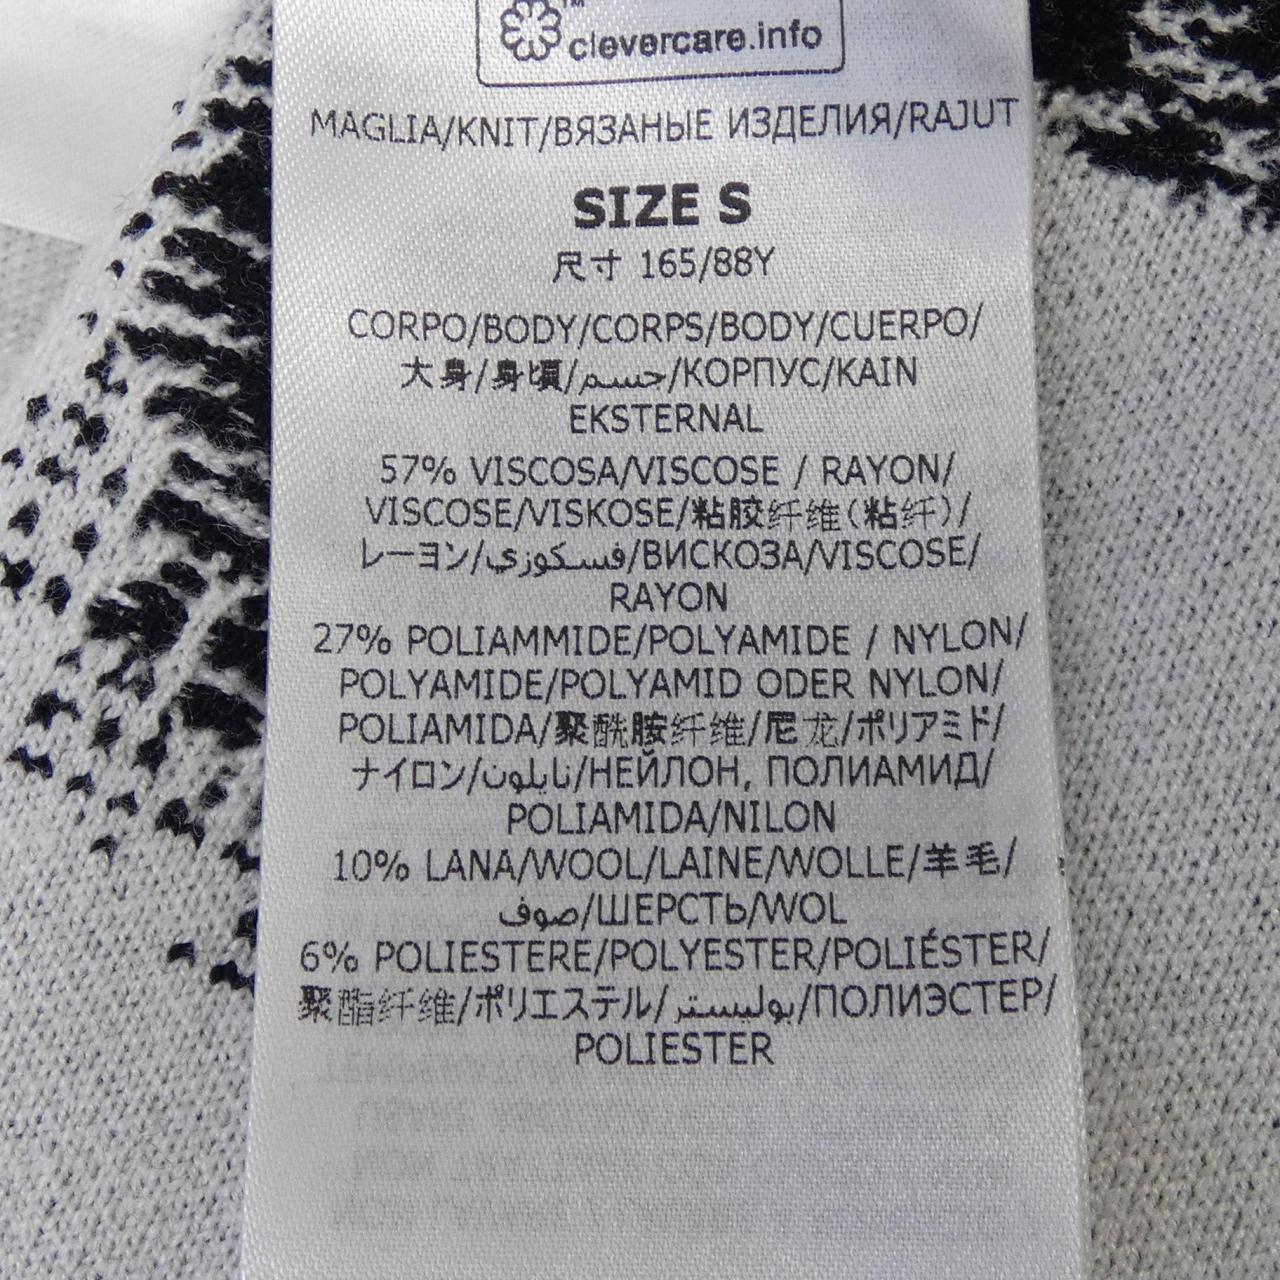 clevercare.info
MAGLIA/KNIT/ВЯЗАНЫЕ ИЗДЕЛИЯ/RAJUT
SIZE S
尺寸 165/88Y
CORPO/BODY/CORPS/BODY/CUERPO/
大身/身頃/جسم/КОРПУС/KAIN
EKSTERNAL
57% VISCOSA/VISCOSE / RAYON/
VISCOSE/VISKOSE/粘胶纤维(粘纤)/
レーヨン/فسكوزي/ВИСКОЗА/VISCOSE/
RAYON
27% POLIAMMIDE/POLYAMIDE / NYLON/
POLYAMIDE/POLYAMID ODER NYLON/
POLIAMIDA/聚酰胺纤维/尼龙/ポリアミド/
ナイロン/نايلون/НЕЙЛОН, ПОЛИАМИД/
POLIAMIDA/NILON
10% LANA/WOOL/LAINE/WOLLE/羊毛/
صوف/ШЕРСТЬ/WOL
6% POLIESTERE/POLYESTER/POLIÉSTER/
聚酯纤维/ポリエステル/بوليستر/ПОЛИЭСТЕР/
POLIESTER